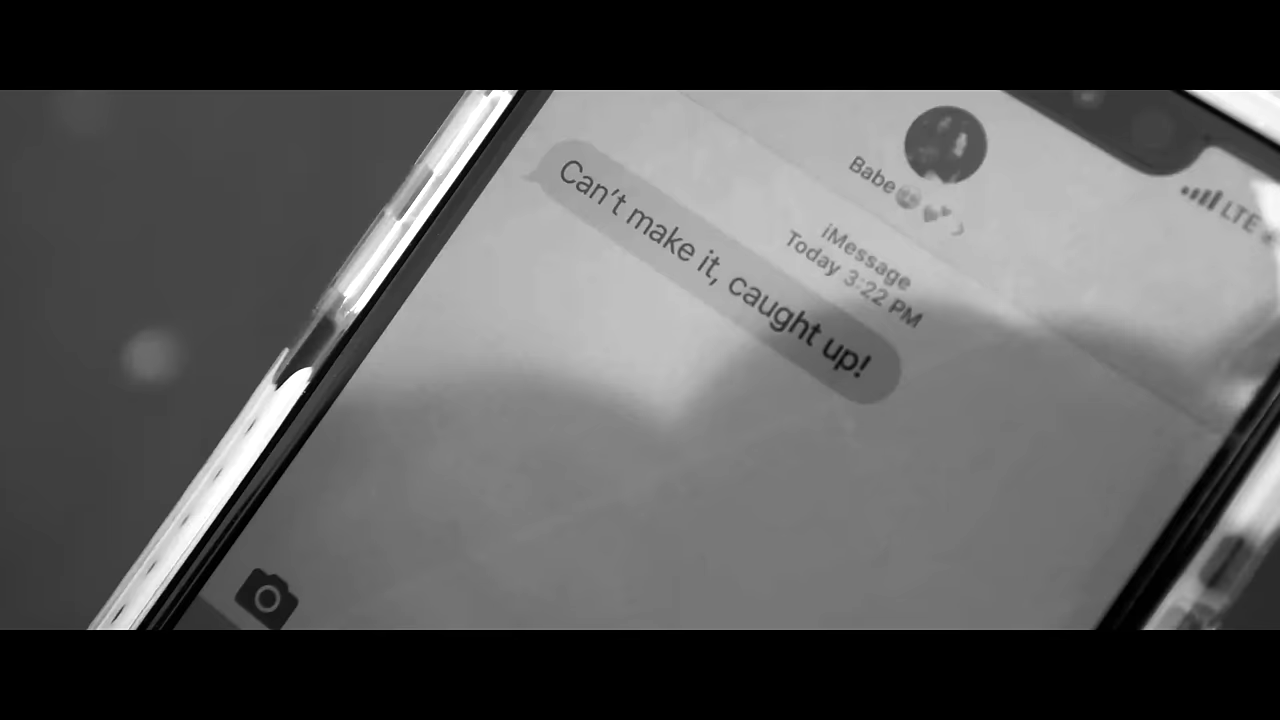 LTE
Babe🥰💕 >
iMessage
Today 3:22 PM
Can't make it, caught up!